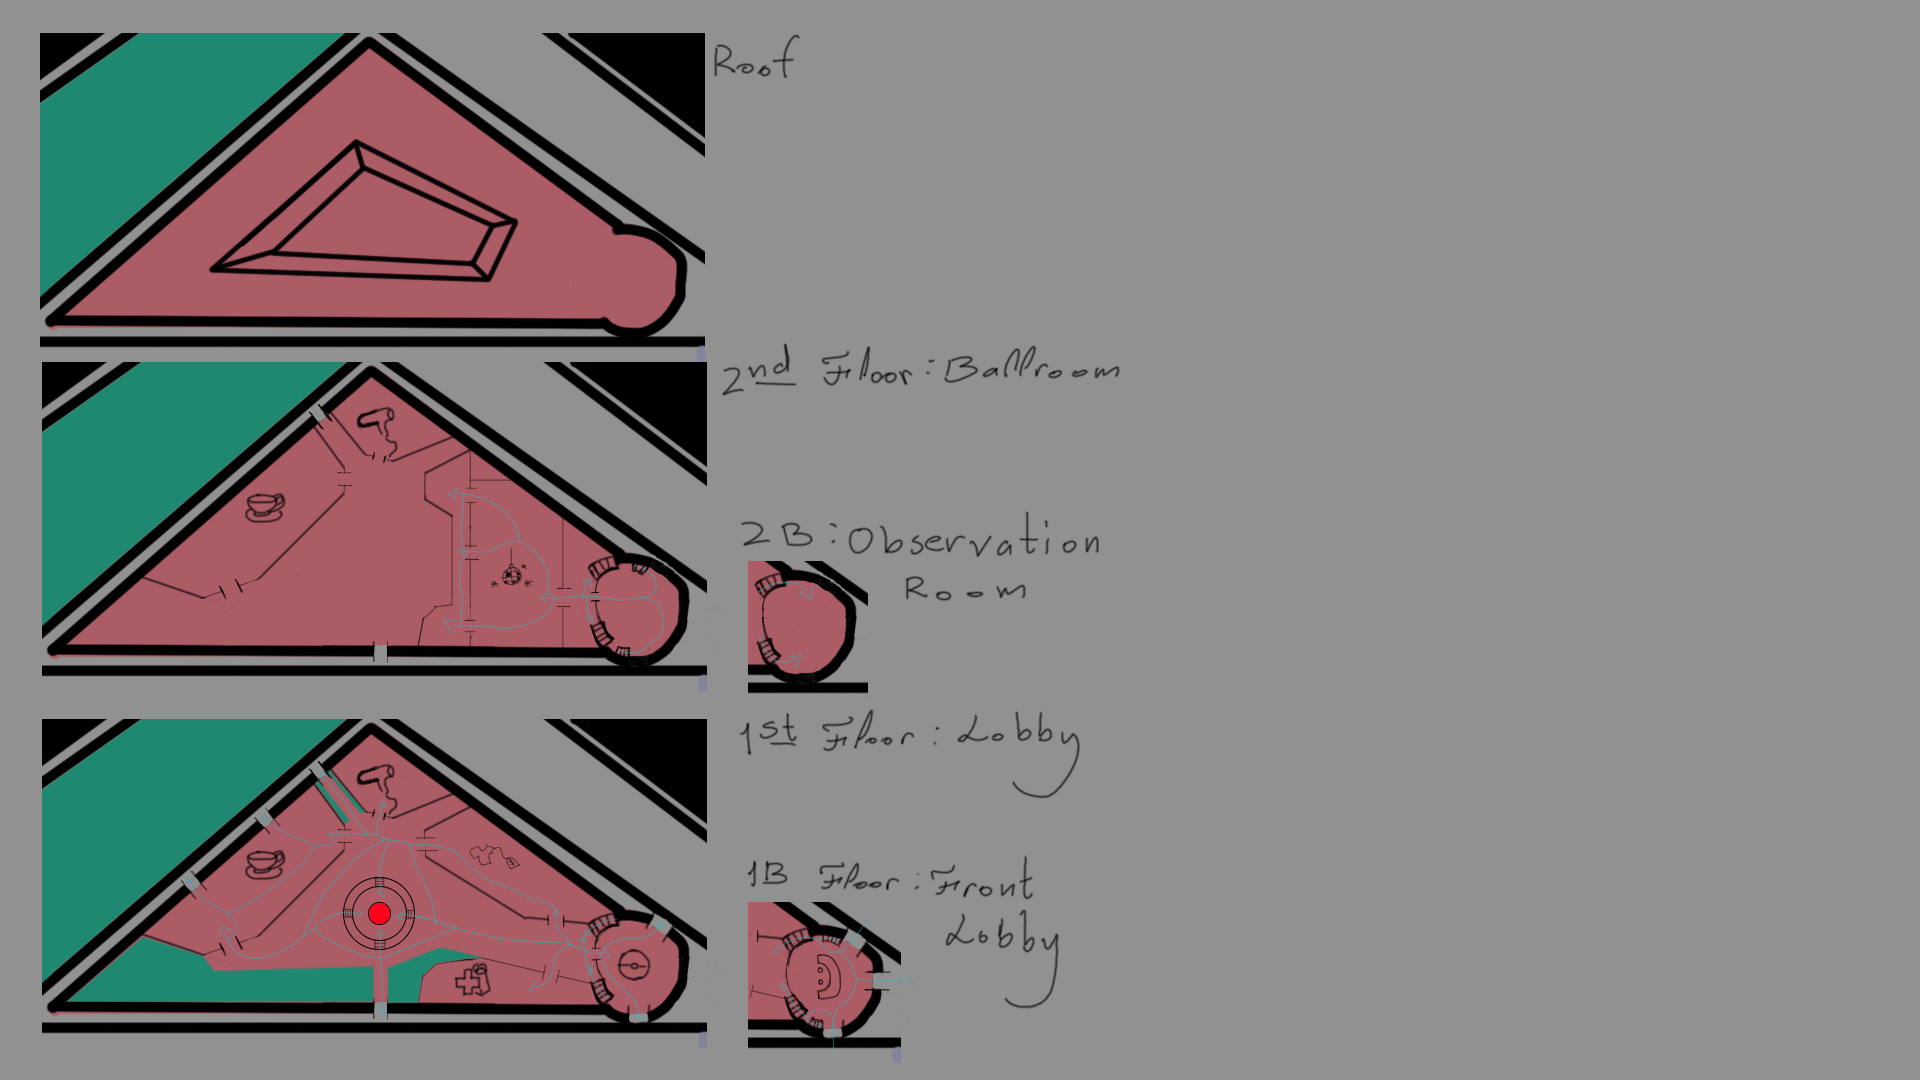 Roof
2nd Floor: Ballroom
2B: Observation
Room
1st Floor: Lobby
1B Floor: Front
Lobby